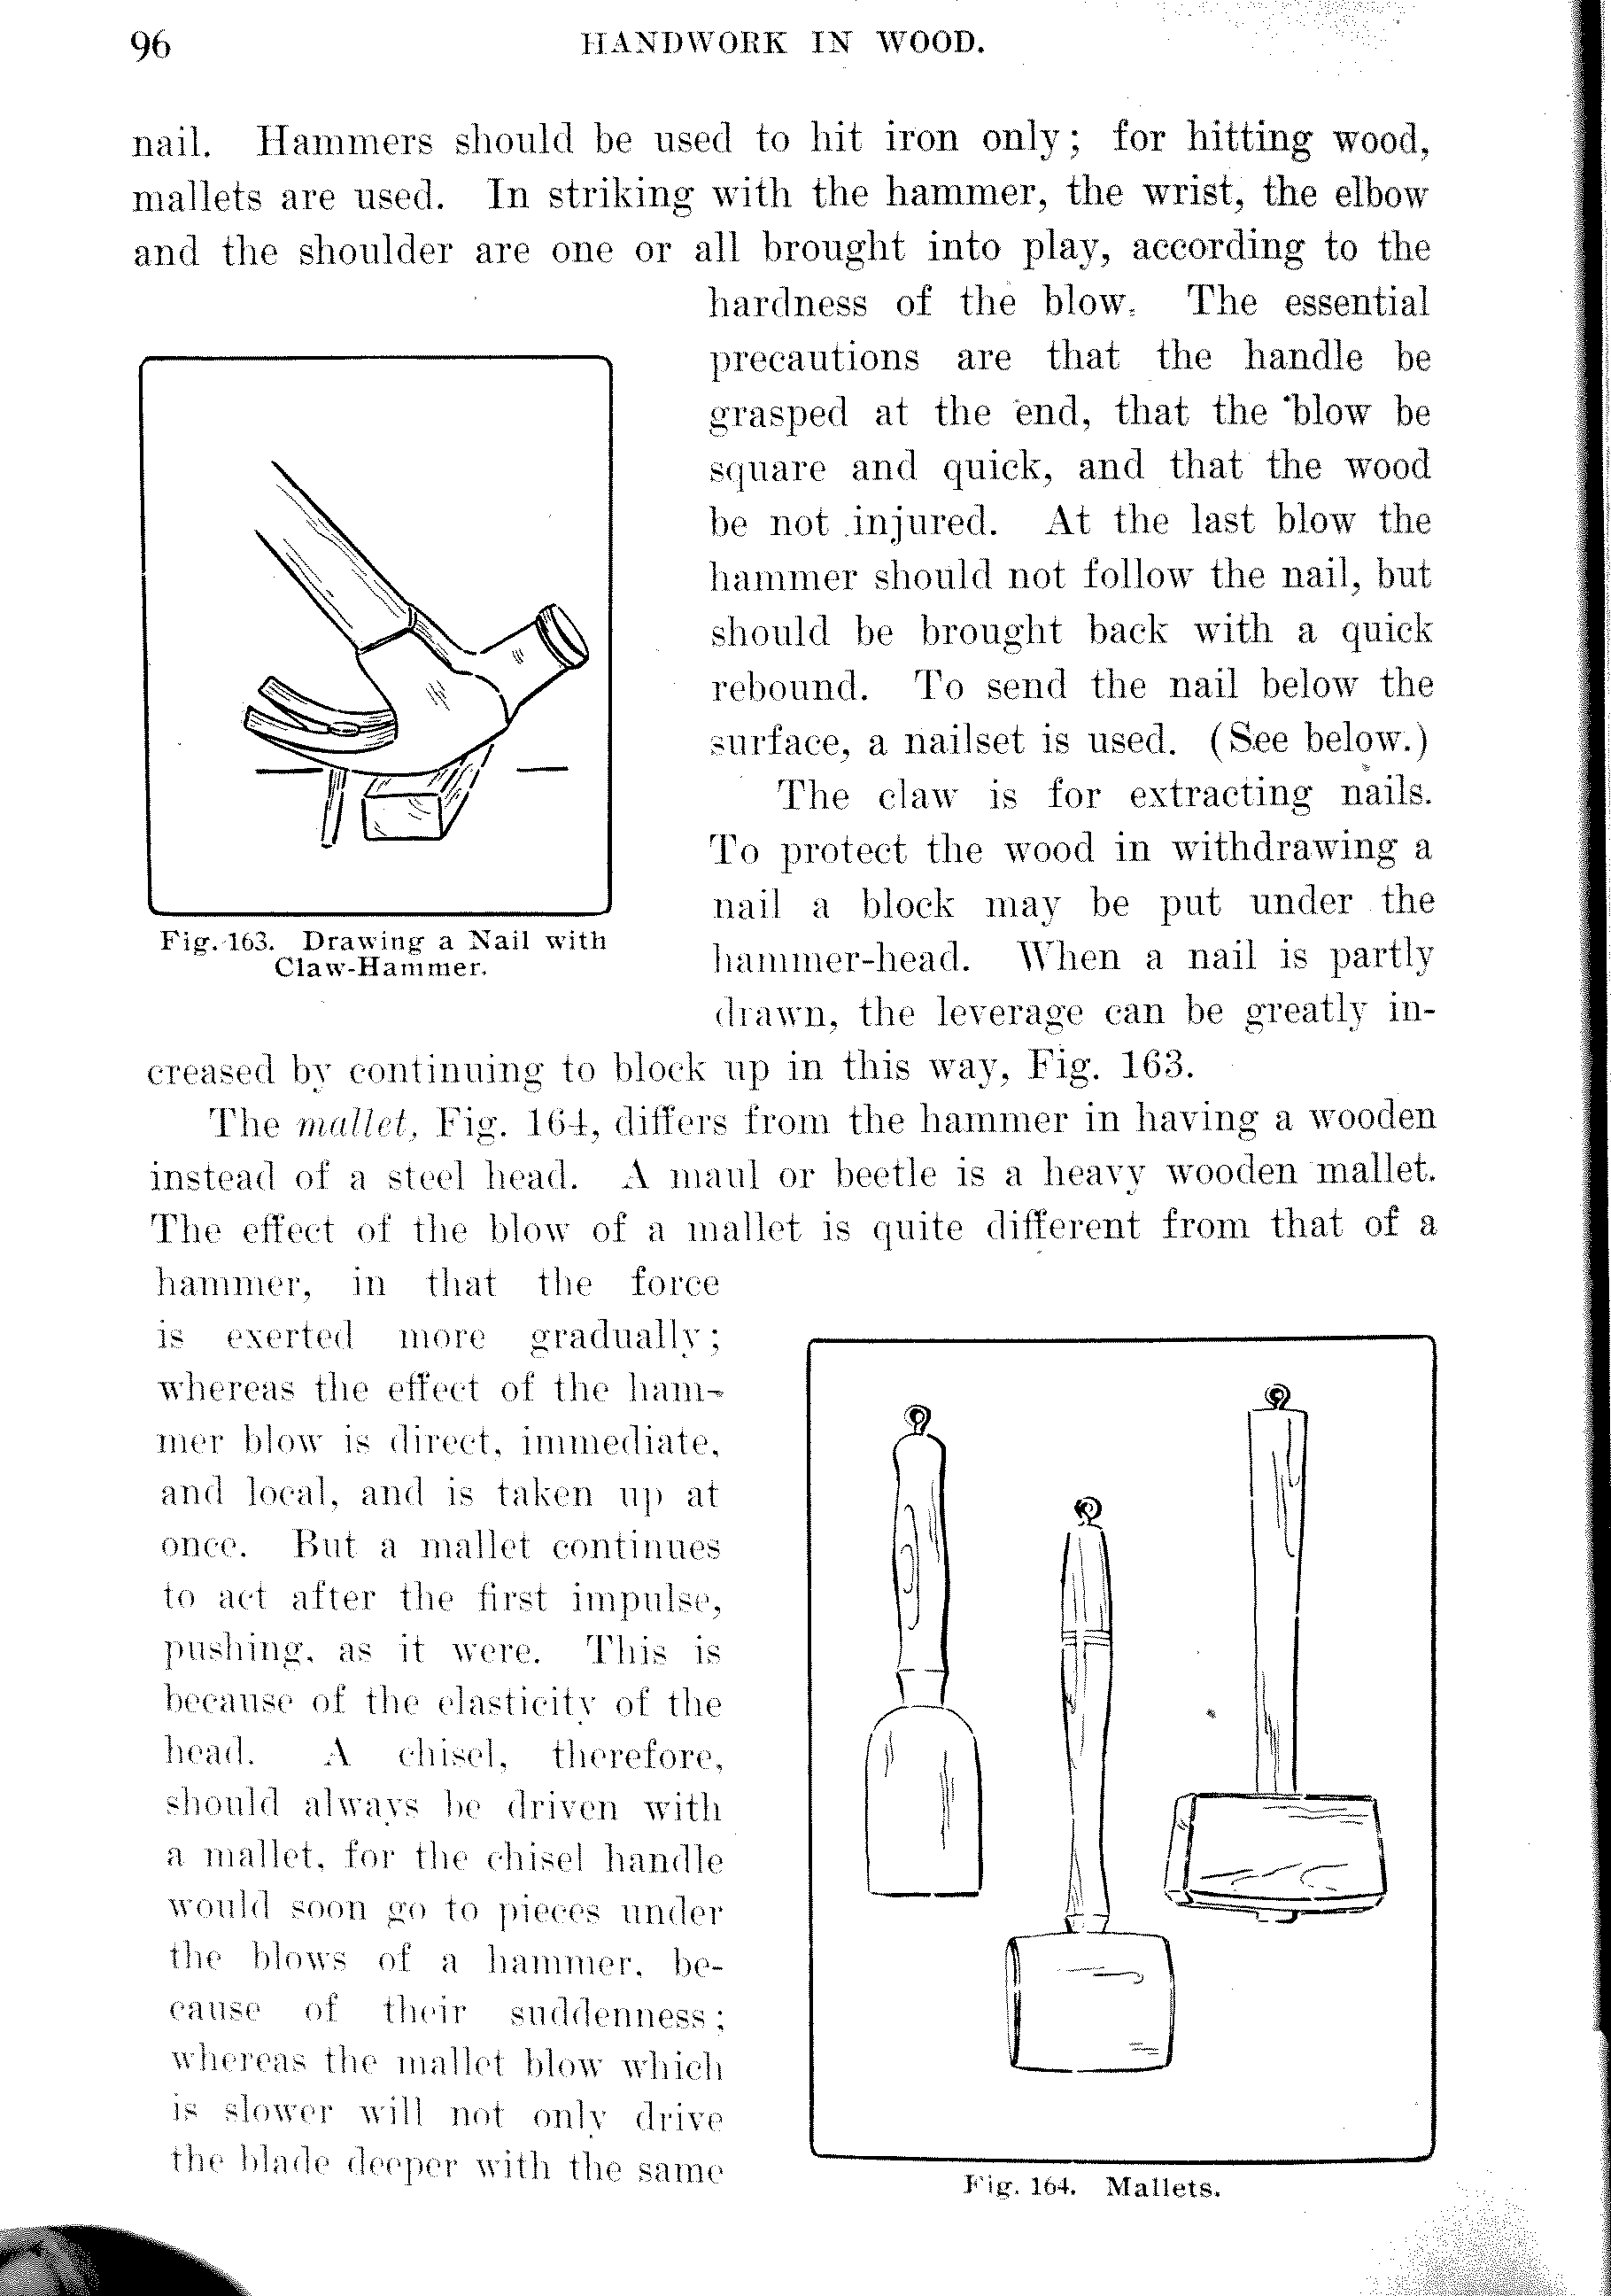 96
HANDWORK IN WOOD.
nail. Hammers should be used to hit iron only; for hitting wood,
mallets are used. In striking with the hammer, the wrist, the elbow
and the shoulder are one or all brought into play, according to the
hardness of the blow. The essential
precautions are that the handle be
grasped at the end, that the blow be
square and quick, and that the wood
be not injured. At the last blow the
hammer should not follow the nail, but
should be brought back with a quick
rebound. To send the nail below the
surface, a nailset is used. (See below.)
The claw is for extracting nails.
To protect the wood in withdrawing a
nail a block may be put under the
hammer-head. When a nail is partly
drawn, the leverage can be greatly in-
Fig. 163. Drawing a Nail with
Claw-Hammer.
creased by continuing to block up in this way, Fig. 163.
The mallet, Fig. 164, differs from the hammer in having a wooden
instead of a steel head. A maul or beetle is a heavy wooden mallet.
The effect of the blow of a mallet is quite different from that of a
hammer, in that the force
is exerted more gradually;
whereas the effect of the ham-
mer blow is direct, immediate,
and local, and is taken up at
once. But a mallet continues
to act after the first impulse,
pushing, as it were. This is
because of the elasticity of the
head. A chisel, therefore,
should always be driven with
a mallet, for the chisel handle
would soon go to pieces under
the blows of a hammer, be-
cause of their suddenness;
whereas the mallet blow which
is slower will not only drive
the blade deeper with the same
Fig. 164. Mallets.